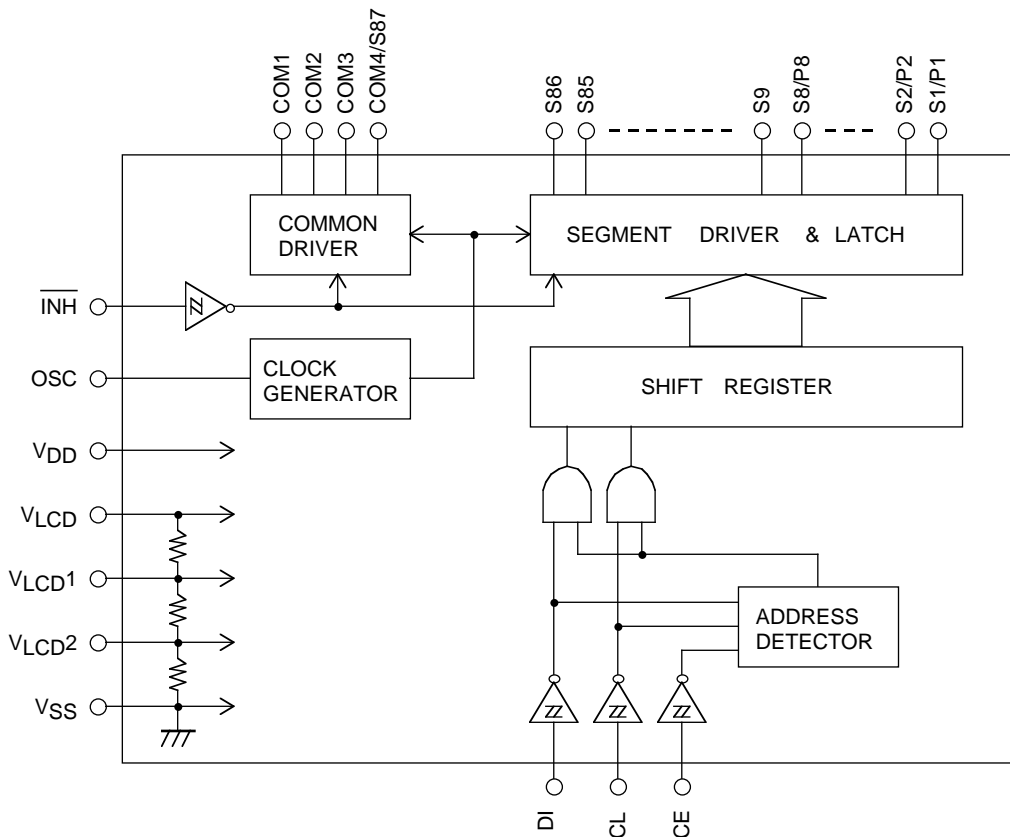 COM1
COM2
COM3
COM4/S87
S86
S85
S9
S8/P8
S2/P2
S1/P1
COMMON
DRIVER
SEGMENT DRIVER & LATCH
INH
OSC
CLOCK
GENERATOR
SHIFT REGISTER
VDD
VLCD
VLCD1
VLCD2
VSS
ADDRESS
DETECTOR
DI
CL
CE